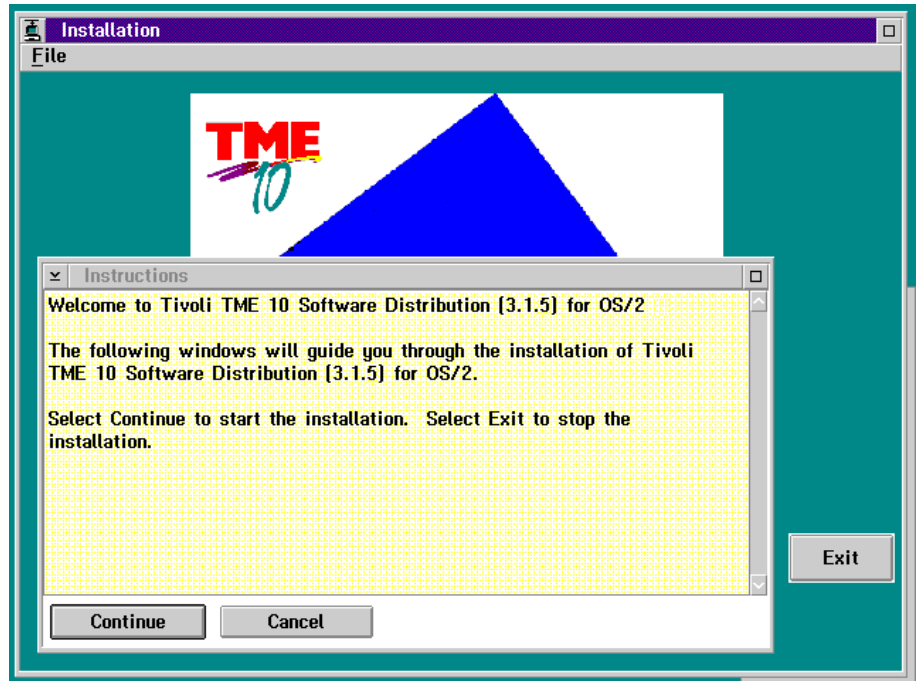 Installation
File
TME
10
Instructions
Welcome to Tivoli TME 10 Software Distribution (3.1.5) for OS/2
The following windows will guide you through the installation of Tivoli
TME 10 Software Distribution (3.1.5) for OS/2.
Select Continue to start the installation.  Select Exit to stop the
installation.
Exit
Continue Cancel